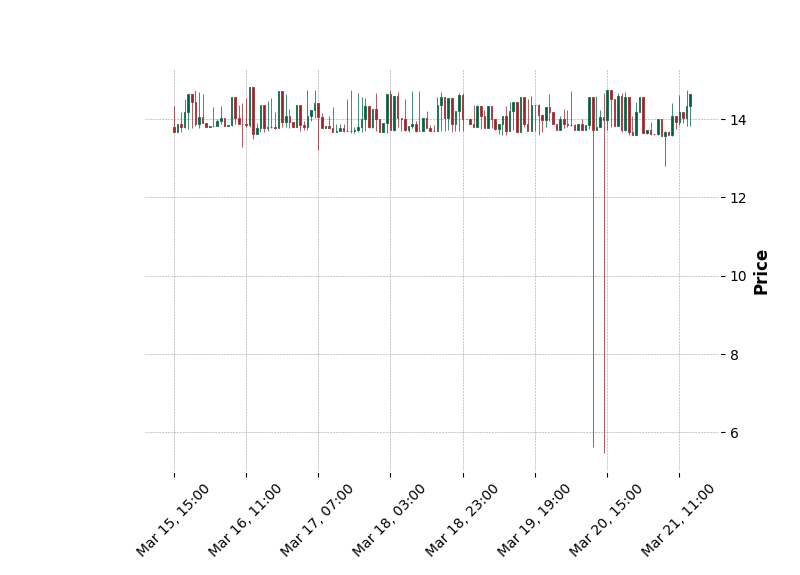 14
12
10
8
6
Price
Mar 15, 15:00
Mar 16, 11:00
Mar 17, 07:00
Mar 18, 03:00
Mar 18, 23:00
Mar 19, 19:00
Mar 20, 15:00
Mar 21, 11:00